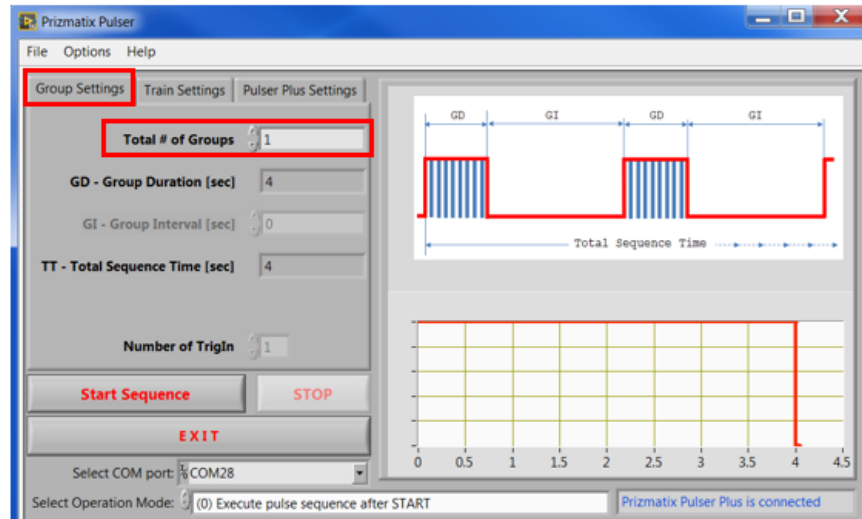 Prizmatix Pulser
File Options Help
Group Settings Train Settings Pulser Plus Settings
Total # of Groups 1
GD - Group Duration [sec] 4
GI - Group Interval [sec] 0
TT - Total Sequence Time [sec] 4
Number of TrigIn 1
Start Sequence STOP
EXIT
Select COM port: COM28
Select Operation Mode: (0) Execute pulse sequence after START
GD GI GD GI
Total Sequence Time
0 0.5 1 1.5 2 2.5 3 3.5 4 4.5
Prizmatix Pulser Plus is connected